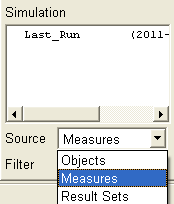 Simulation
Last_Run (2011-
Source Measures
Filter Objects
Measures
Result Sets